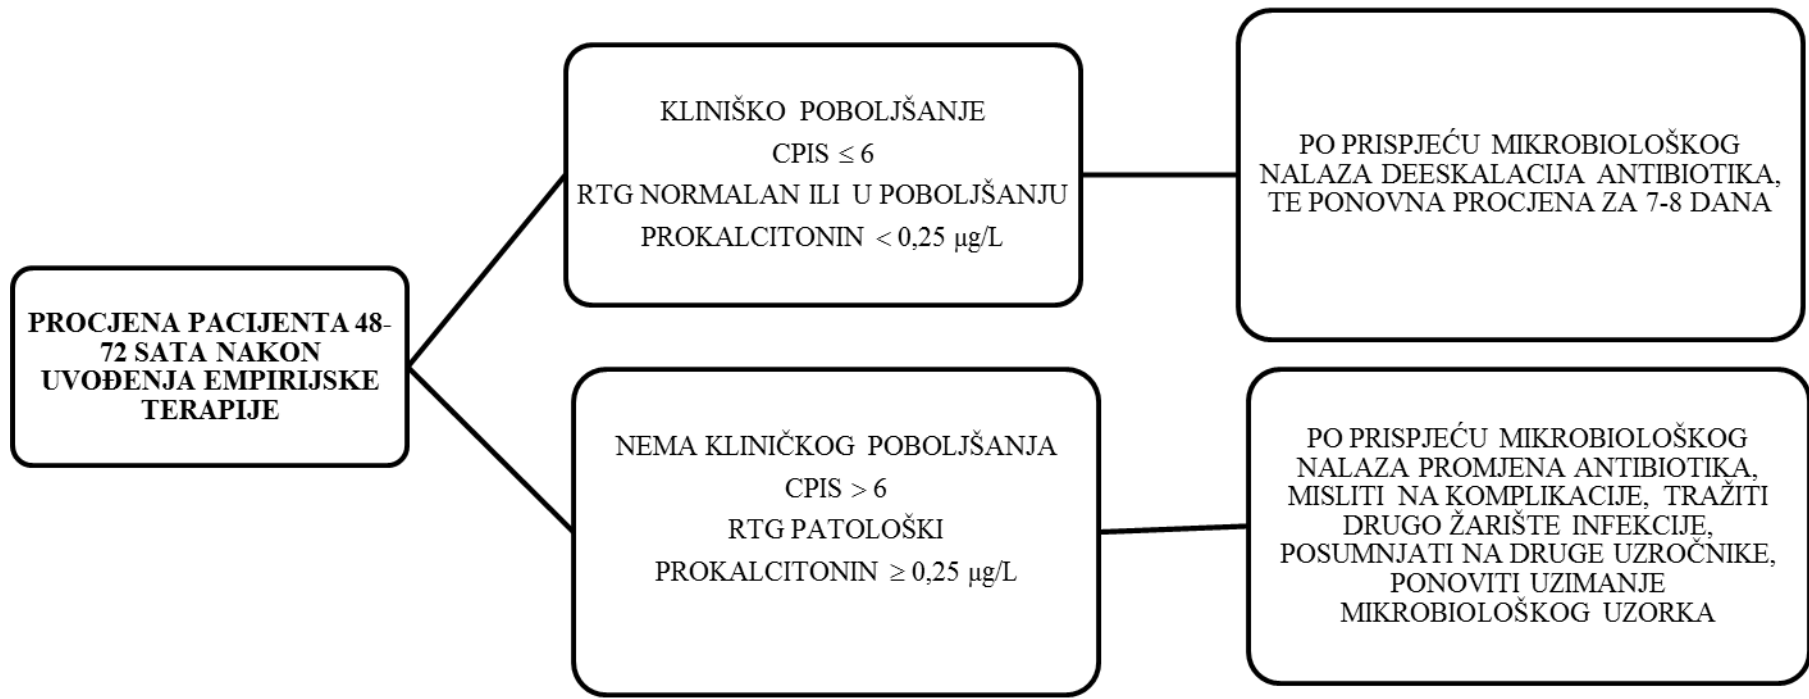 PROCJENA PACIJENTA 48-
72 SATA NAKON
UVOĐENJA EMPIRIJSKE
TERAPIJE
KLINIŠKO POBOLJŠANJE
CPIS ≤ 6
RTG NORMALAN ILI U POBOLJŠANJU
PROKALCITONIN < 0,25 µg/L
PO PRISPJEĆU MIKROBIOLOŠKOG
NALAZA DEESKALACIJA ANTIBIOTIKA,
TE PONOVNA PROCJENA ZA 7-8 DANA
NEMA KLINIČKOG POBOLJŠANJA
CPIS > 6
RTG PATOLOŠKI
PROKALCITONIN ≥ 0,25 µg/L
PO PRISPJEĆU MIKROBIOLOŠKOG
NALAZA PROMJENA ANTIBIOTIKA,
MISLITI NA KOMPLIKACIJE, TRAŽITI
DRUGO ŽARIŠTE INFEKCIJE,
POSUMNJATI NA DRUGE UZROČNIKE,
PONOVITI UZIMANJE
MIKROBIOLOŠKOG UZORKA